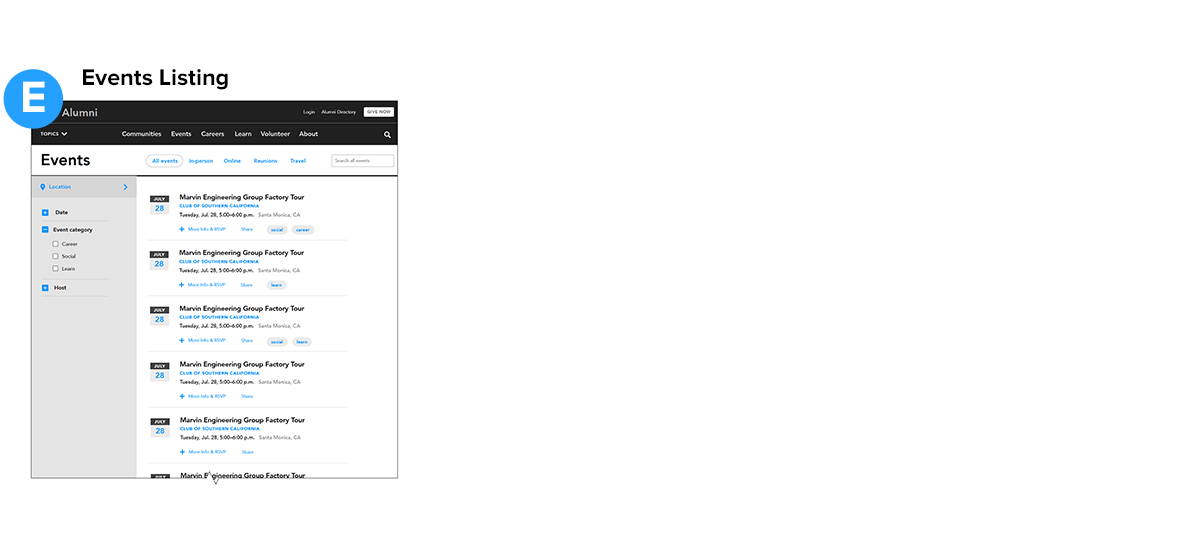 Events Listing
E
Alumni
Login Alumni Directory GIVE NOW
TOPICS Communities Events Careers Learn Volunteer About
Events All events In-person Online Reunions Travel Search all events
Location
Date
Event category
Career
Social
Learn
Host
JULY 28
Marvin Engineering Group Factory Tour
CLUB OF SOUTHERN CALIFORNIA
Tuesday, Jul. 28, 5:00–6:00 p.m. Santa Monica, CA
+ More Info & RSVP Share social career
JULY 28
Marvin Engineering Group Factory Tour
CLUB OF SOUTHERN CALIFORNIA
Tuesday, Jul. 28, 5:00–6:00 p.m. Santa Monica, CA
+ More Info & RSVP Share learn
JULY 28
Marvin Engineering Group Factory Tour
CLUB OF SOUTHERN CALIFORNIA
Tuesday, Jul. 28, 5:00–6:00 p.m. Santa Monica, CA
+ More Info & RSVP Share social learn
JULY 28
Marvin Engineering Group Factory Tour
CLUB OF SOUTHERN CALIFORNIA
Tuesday, Jul. 28, 5:00–6:00 p.m. Santa Monica, CA
+ More Info & RSVP Share
JULY 28
Marvin Engineering Group Factory Tour
CLUB OF SOUTHERN CALIFORNIA
Tuesday, Jul. 28, 5:00–6:00 p.m. Santa Monica, CA
+ More Info & RSVP Share
JULY
Marvin Engineering Group Factory Tour